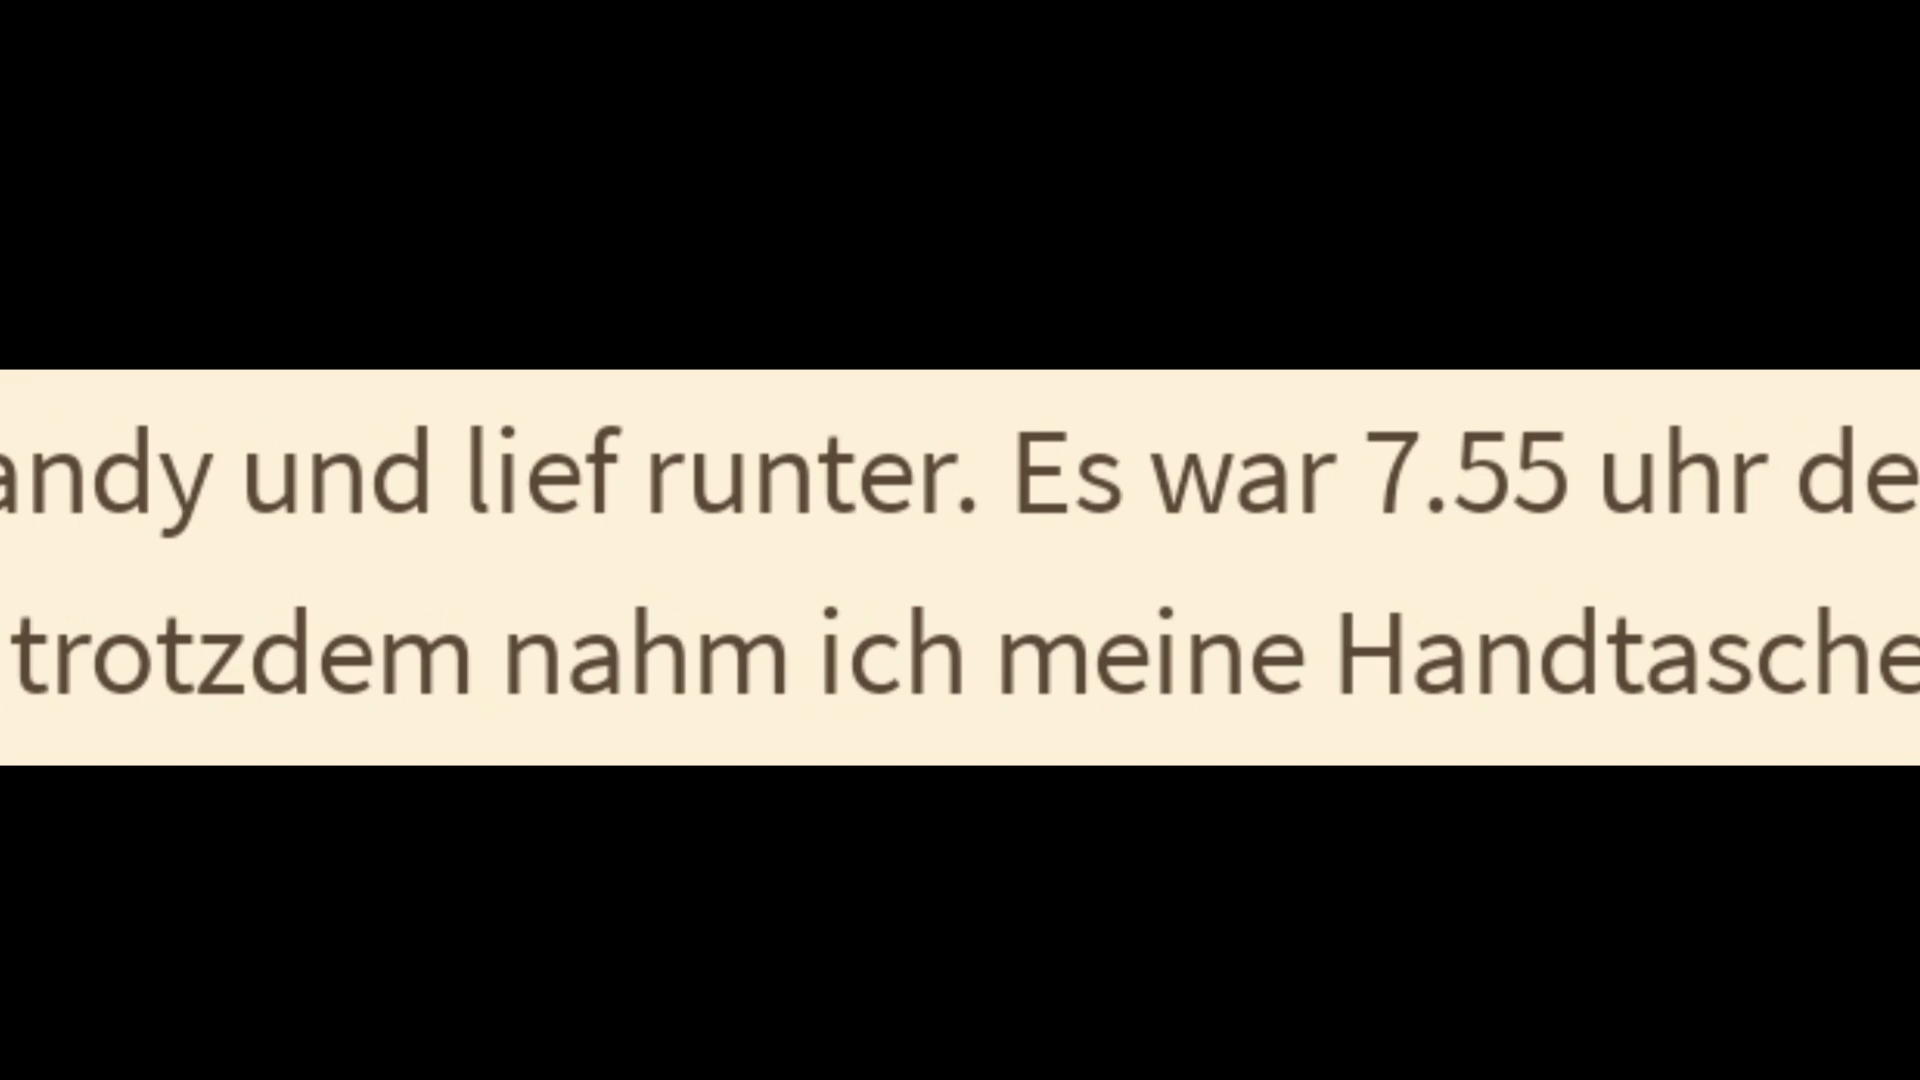 andy und lief runter. Es war 7.55 uhr de
trotzdem nahm ich meine Handtasche